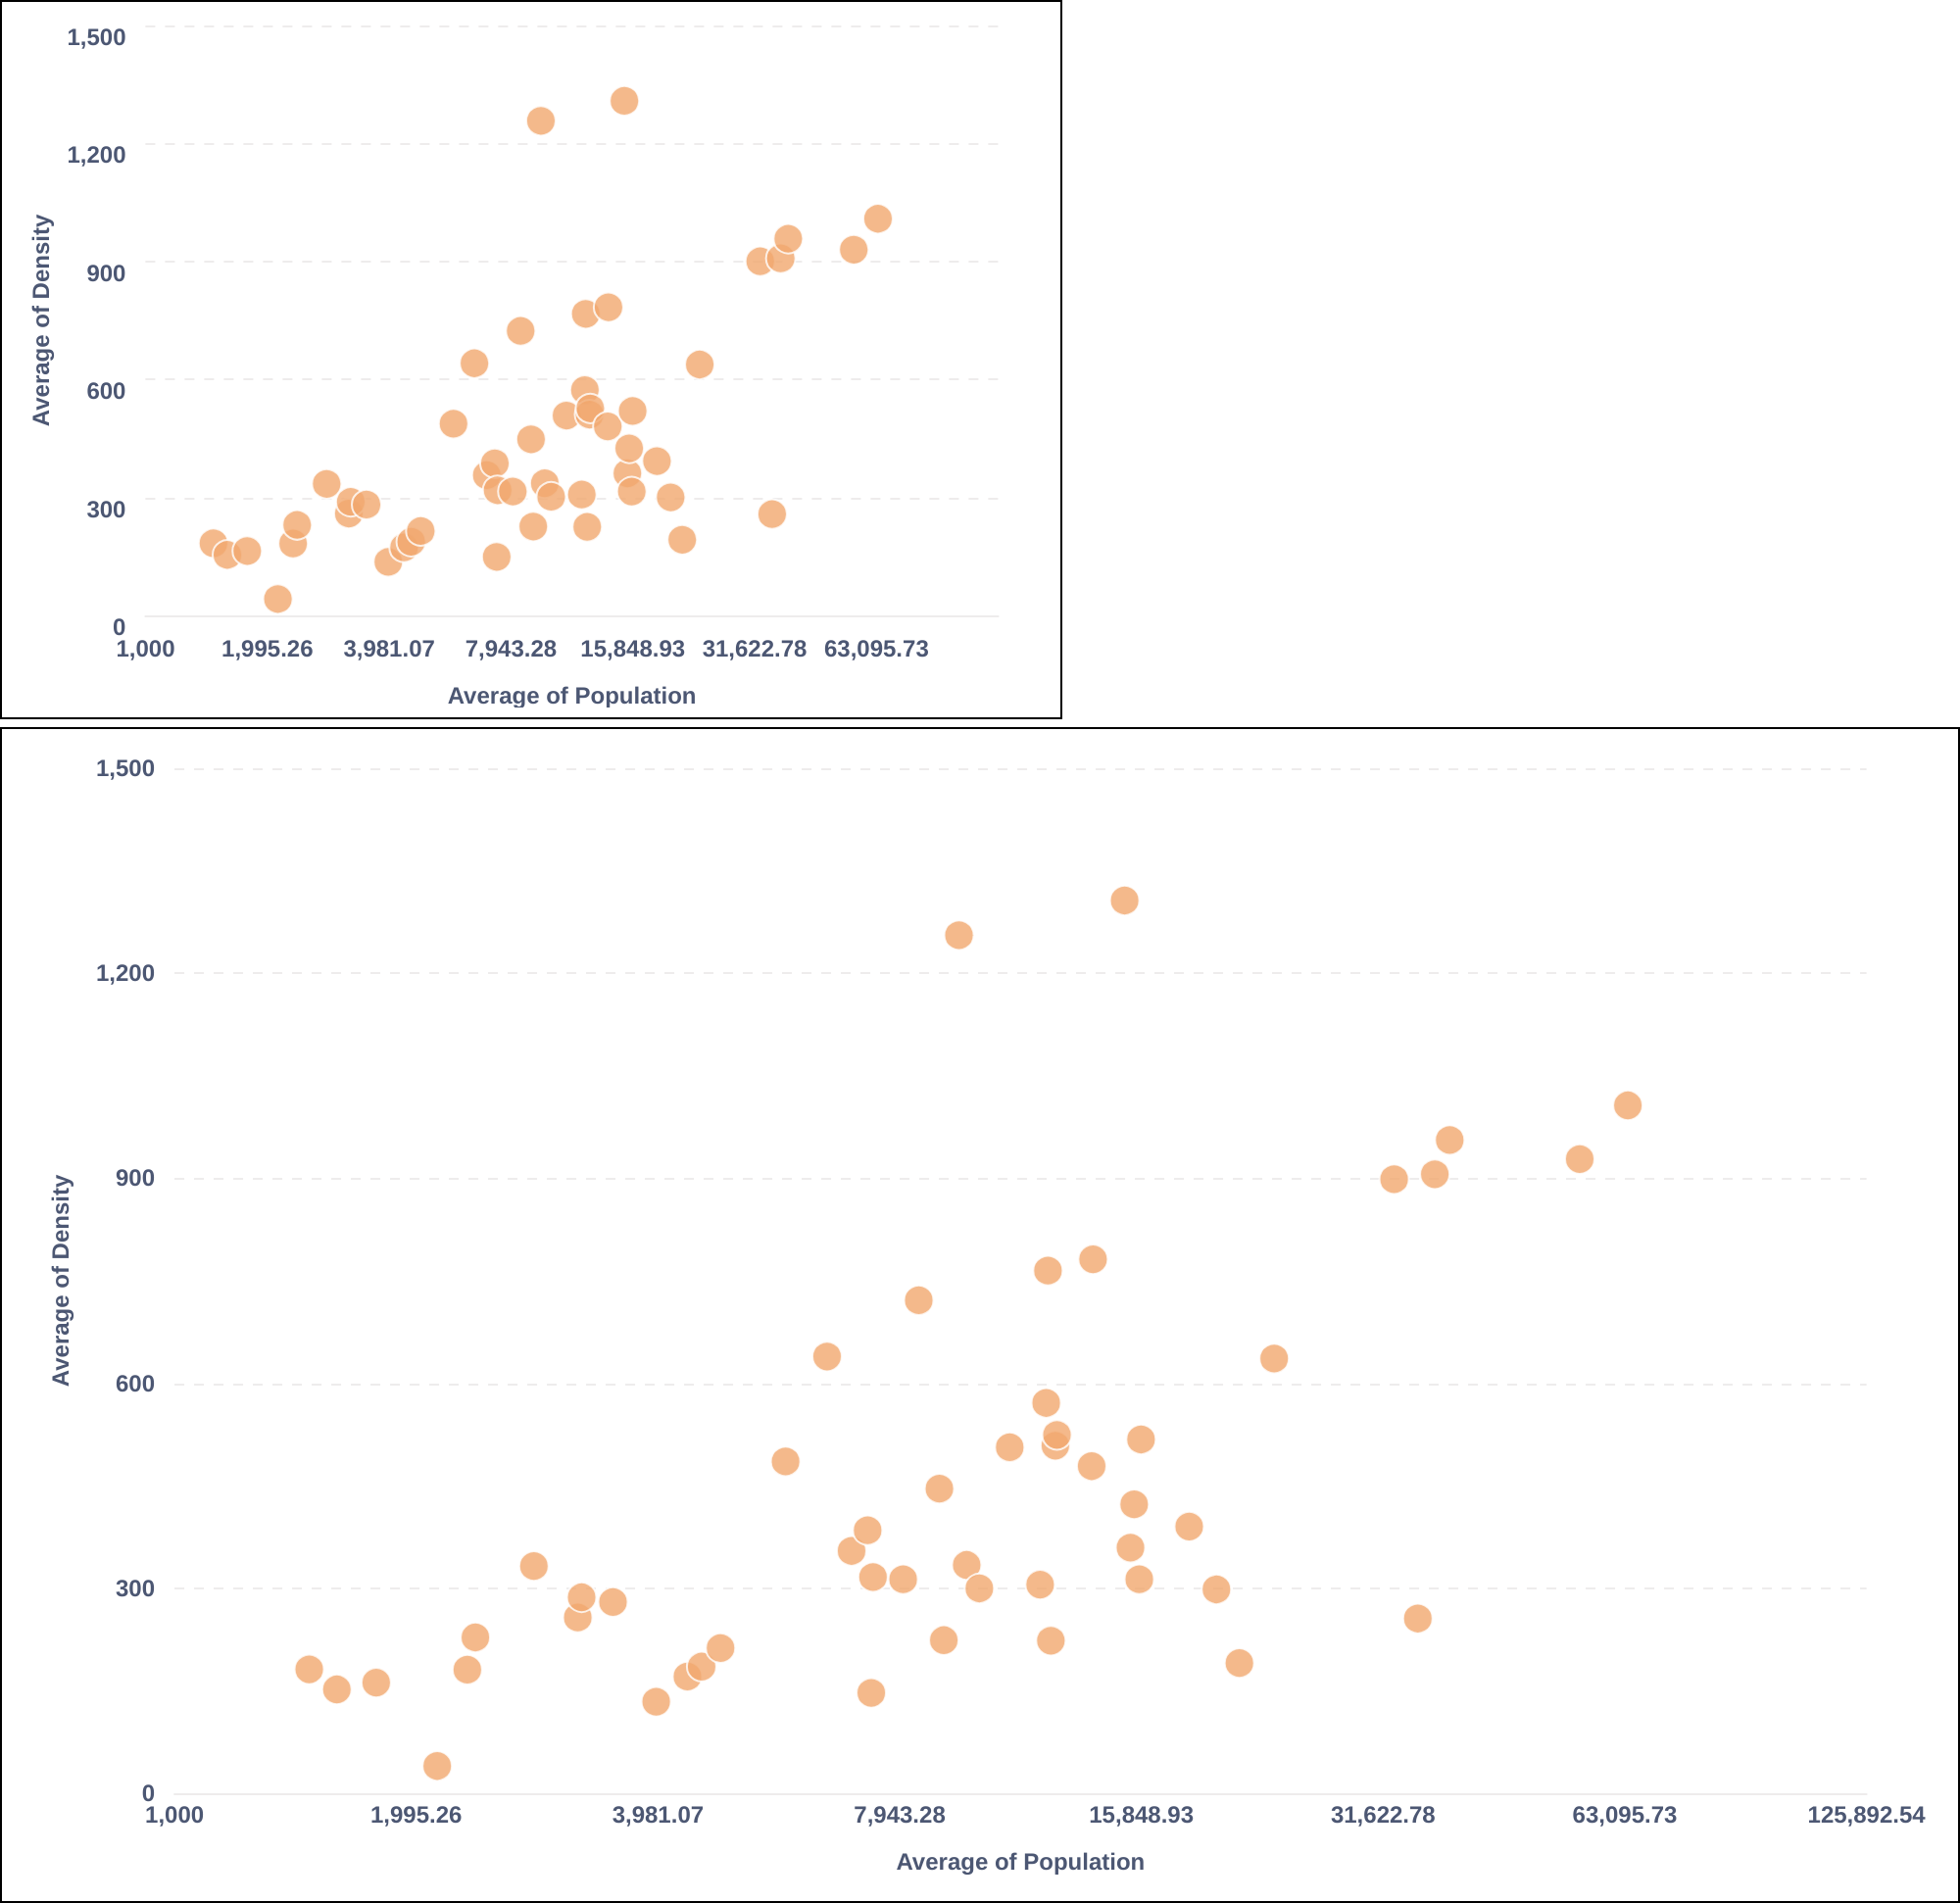 1,500
1,200
900
600
300
0
Average of Density
1,000 1,995.26 3,981.07 7,943.28 15,848.93 31,622.78 63,095.73
Average of Population
1,500
1,200
900
600
300
0
Average of Density
1,000 1,995.26 3,981.07 7,943.28 15,848.93 31,622.78 63,095.73 125,892.54
Average of Population